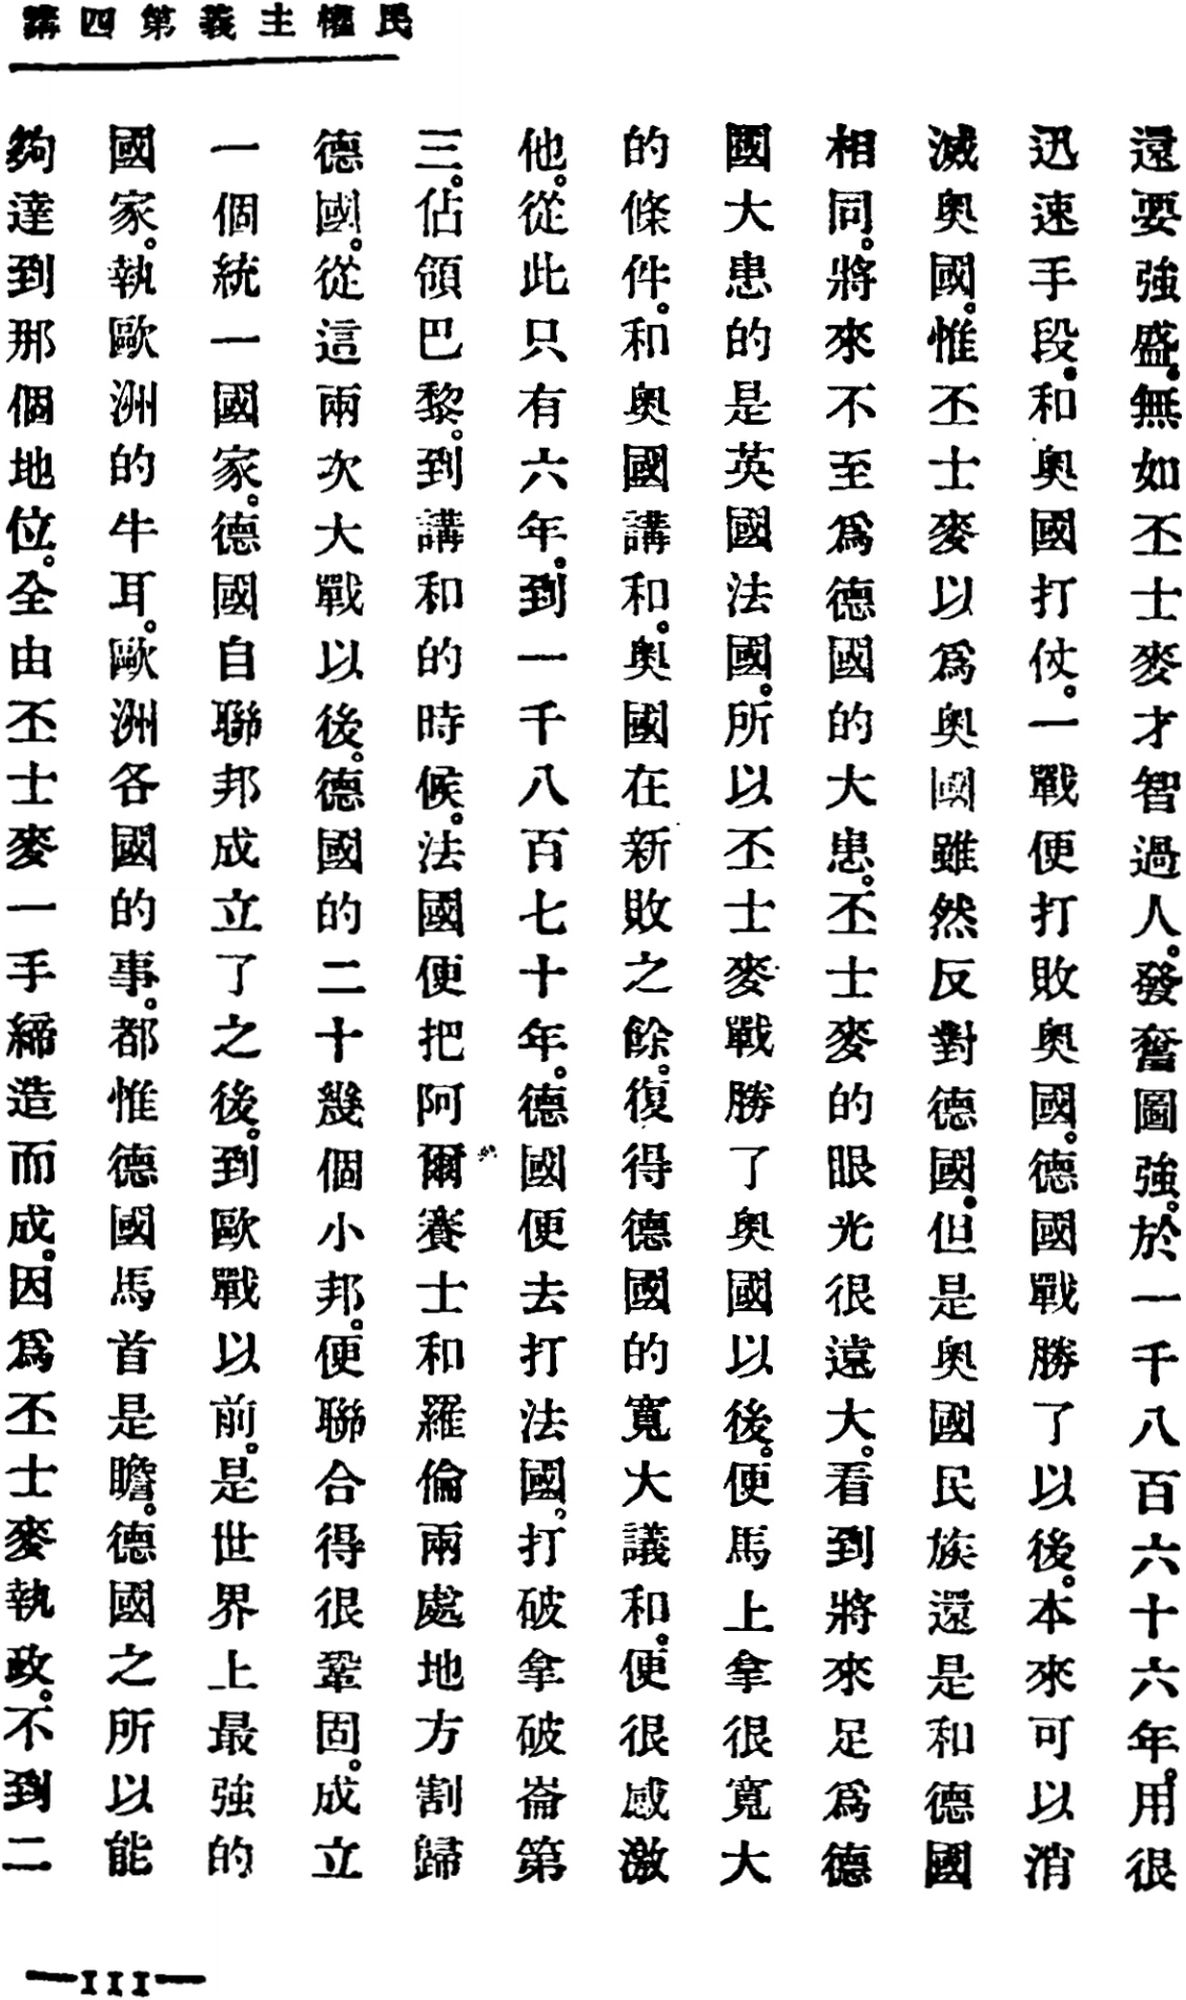 民權主義第四講
還要強盛。無如丕士麥才智過人。發奮圖強。於一千八百六十六年。用很
迅速手段。和奧國打仗。一戰便打敗奧國。德國戰勝了以後。本來可以消
滅奧國。惟丕士麥以爲奧國雖然反對德國。但是奧國民族還是和德國
相同。將來不至爲德國的大患。丕士麥的眼光很遠大。看到將來足爲德
國大患的是英國法國。所以丕士麥戰勝了奧國以後。便馬上拿很寬大
的條件。和奧國講和。奧國在新敗之餘。復得德國的寬大議和。便很感激
他。從此只有六年。到一千八百七十年。德國便去打法國。打破拿破崙第
三。佔領巴黎。到講和的時候。法國便把阿爾賽士和羅倫兩處地方割歸
德國。從這兩次大戰以後。德國的二十幾個小邦。便聯合得很鞏固。成立
一個統一國家。德國自聯邦成立了之後。到歐戰以前。是世界上最強的
國家。執歐洲的牛耳。歐洲各國的事。都惟德國馬首是瞻。德國之所以能
夠達到那個地位。全由丕士麥一手締造而成。因爲丕士麥執政。不到二
—111—